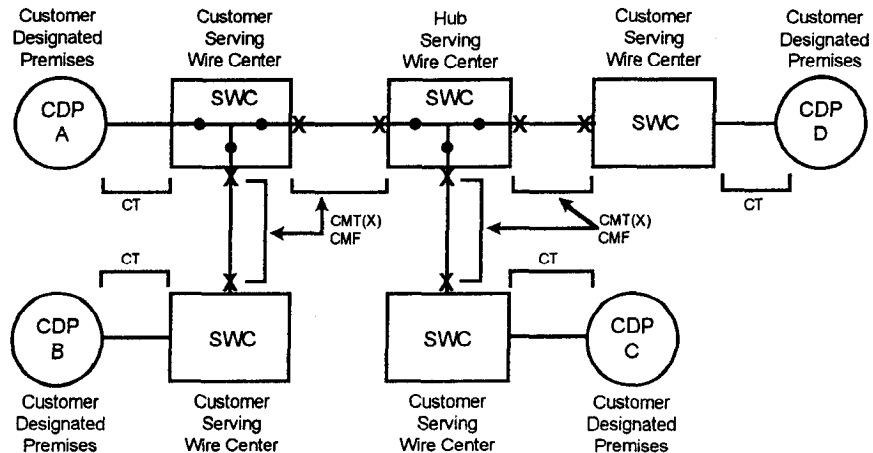 Customer
Designated
Premises
Customer
Serving
Wire Center
Hub
Serving
Wire Center
Customer
Serving
Wire Center
Customer
Designated
Premises
CDP
A
SWC
SWC
SWC
CDP
D
CT
CMT(X)
CMF
CMT(X)
CMF
CT
CT
CT
CDP
B
SWC
SWC
CDP
C
Customer
Designated
Premises
Customer
Serving
Wire Center
Customer
Serving
Wire Center
Customer
Designated
Premises